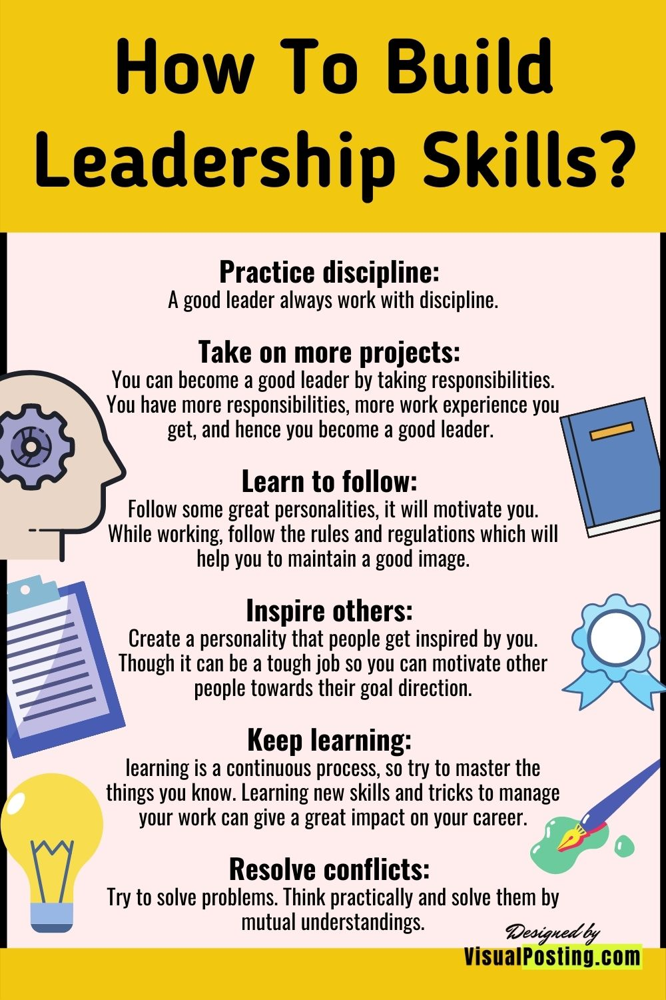 How To Build
Leadership Skills?
Practice discipline:
A good leader always work with discipline.
Take on more projects:
You can become a good leader by taking responsibilities.
You have more responsibilities, more work experience you
get, and hence you become a good leader.
Learn to follow:
Follow some great personalities, it will motivate you.
While working, follow the rules and regulations which will
help you to maintain a good image.
Inspire others:
Create a personality that people get inspired by you.
Though it can be a tough job so you can motivate other
people towards their goal direction.
Keep learning:
learning is a continuous process, so try to master the
things you know. Learning new skills and tricks to manage
your work can give a great impact on your career.
Resolve conflicts:
Try to solve problems. Think practically and solve them by
mutual understandings.
Designed by
VisualPosting.com